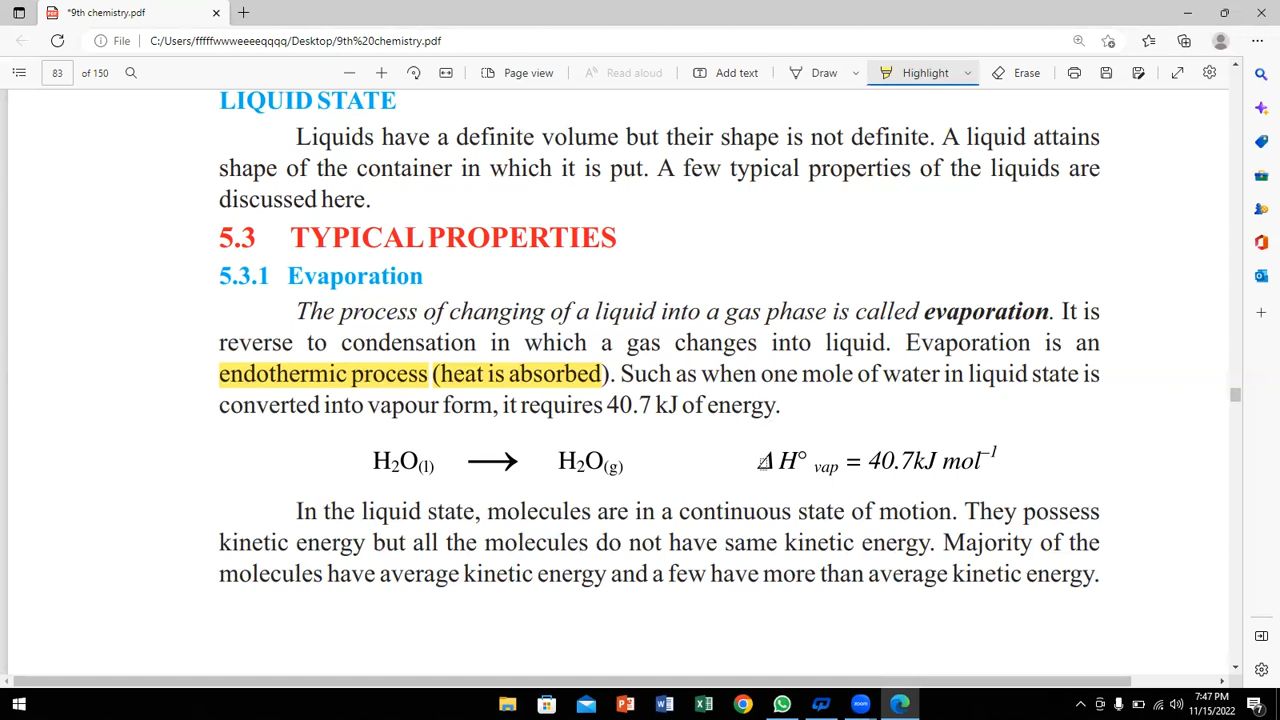 *9th chemistry.pdf
File C:/Users/fffffwwweeeeqqqq/Desktop/9th%20chemistry.pdf
83 of 150 Page view Read aloud Add text Draw Highlight Erase
LIQUID STATE
Liquids have a definite volume but their shape is not definite. A liquid attains
shape of the container in which it is put. A few typical properties of the liquids are
discussed here.
5.3 TYPICAL PROPERTIES
5.3.1 Evaporation
The process of changing of a liquid into a gas phase is called evaporation. It is
reverse to condensation in which a gas changes into liquid. Evaporation is an
endothermic process (heat is absorbed). Such as when one mole of water in liquid state is
converted into vapour form, it requires 40.7 kJ of energy.
H₂O(l) ⟶ H₂O(g) Δ H° vap = 40.7kJ mol⁻¹
In the liquid state, molecules are in a continuous state of motion. They possess
kinetic energy but all the molecules do not have same kinetic energy. Majority of the
molecules have average kinetic energy and a few have more than average kinetic energy.
7:47 PM
11/15/2022